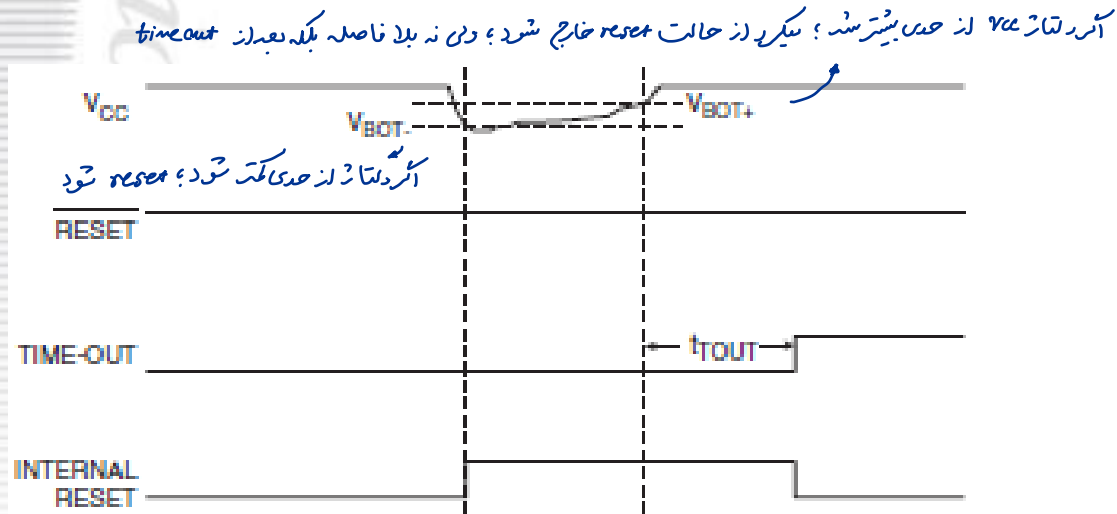 اگر ولتاژ Vcc از حدی بیشتر شد؛ میکرو از حالت reset خارج شود؛ ولی نه بلا فاصله بلکه بعد از timeout
VCC
VBOT-
VBOT+
اگر ولتاژ از حدی کمتر شود؛ reset شود
RESET
TIME-OUT
tTOUT
INTERNAL
RESET